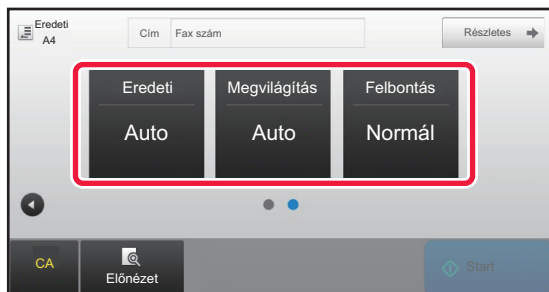 Eredeti
A4
Cím
Fax szám
Részletes
Eredeti
Auto
Megvilágítás
Auto
Felbontás
Normál
CA
Előnézet
Start